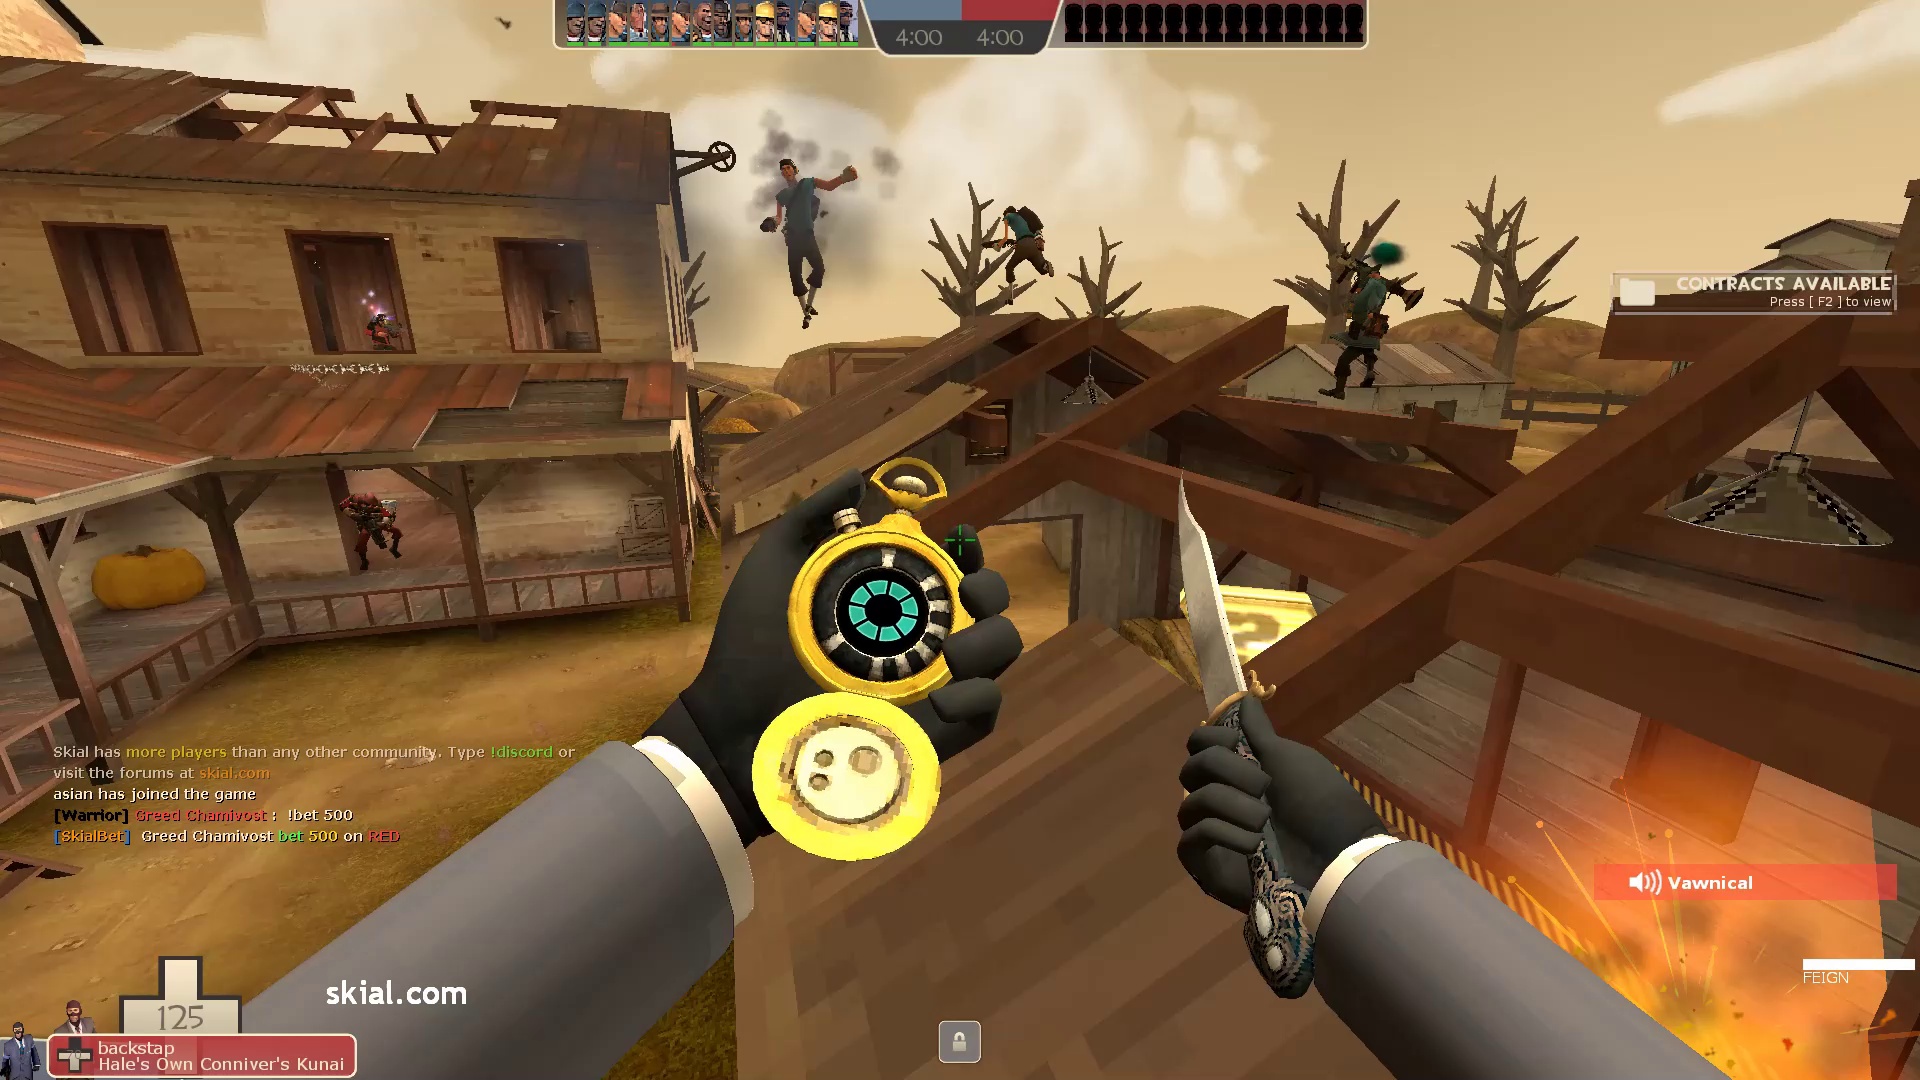 4:00 4:00
CONTRACTS AVAILABLE
Press [ F2 ] to view
Skial has more players than any other community. Type !discord or
visit the forums at skial.com
asian has joined the game
[Warrior] Greed Chamivost : !bet 500
[SkialBet] Greed Chamivost bet 500 on RED
Vawnical
FEIGN
skial.com
125
backstap
Hale's Own Conniver's Kunai